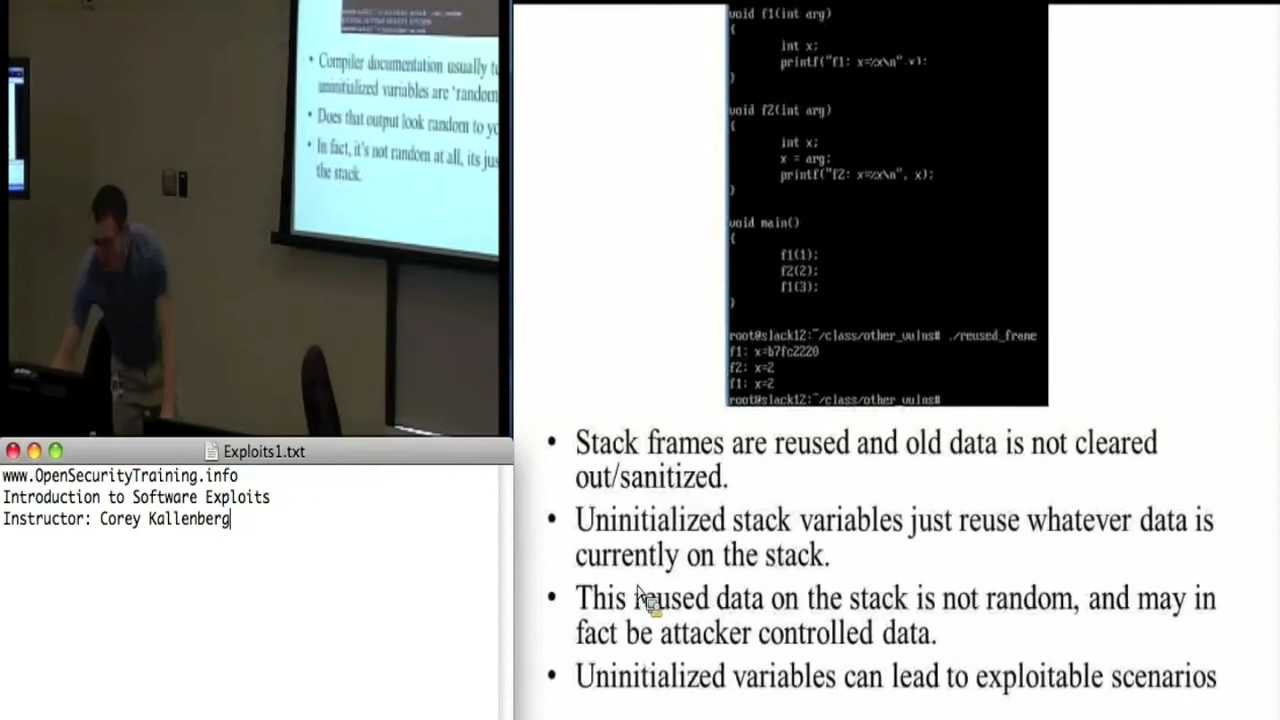 • Compiler documentation usually
uninitialized variables are 'random
• Does that output look random to
• In fact, it's not random at all, its
the stack.
Exploits1.txt
www.OpenSecurityTraining.info
Introduction to Software Exploits
Instructor: Corey Kallenberg
void f1(int arg)
{
int x;
printf("f1: x=%x\n" x);
}
void f2(int arg)
{
int x;
x = arg;
printf("f2: x=%x\n", x);
}
void main()
{
f1(1);
f2(2);
f1(3);
}
root@slack12:~/class/other_vulns# ./reused_frame
f1: x=b7fc2220
f2: x=2
f1: x=2
root@slack12:~/class/other_vulns#
• Stack frames are reused and old data is not cleared
out/sanitized.
• Uninitialized stack variables just reuse whatever data is
currently on the stack.
• This reused data on the stack is not random, and may in
fact be attacker controlled data.
• Uninitialized variables can lead to exploitable scenarios